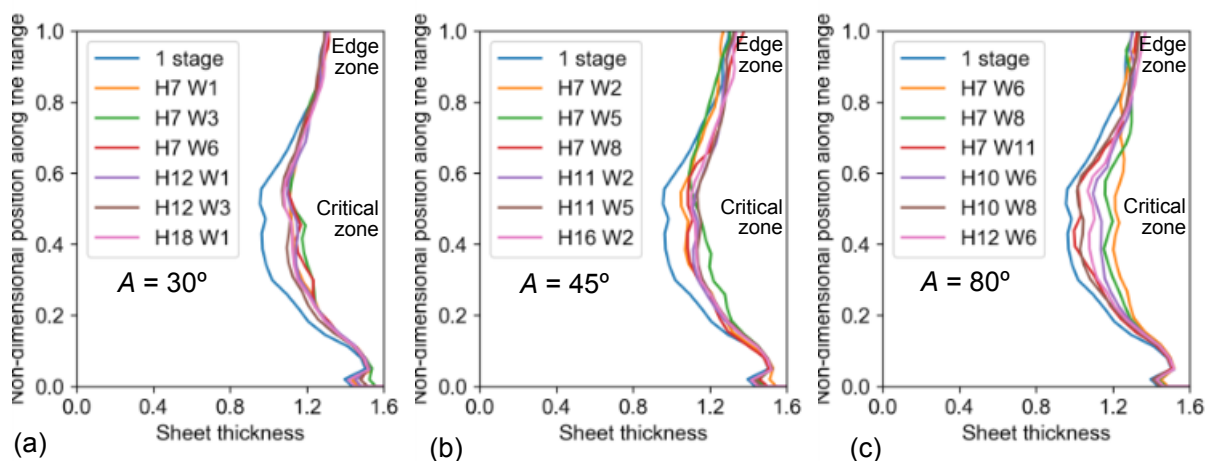 (a)
Non-dimensional position along the flange
1.0
0.8
0.6
0.4
0.2
0.0
1 stage
H7 W1
H7 W3
H7 W6
H12 W1
H12 W3
H18 W1
Edge
zone
Critical
zone
A = 30º
0.0 0.4 0.8 1.2 1.6
Sheet thickness
(b)
Non-dimensional position along the flange
1.0
0.8
0.6
0.4
0.2
0.0
1 stage
H7 W2
H7 W5
H7 W8
H11 W2
H11 W5
H16 W2
Edge
zone
Critical
zone
A = 45º
0.0 0.4 0.8 1.2 1.6
Sheet thickness
(c)
Non-dimensional position along the flange
1.0
0.8
0.6
0.4
0.2
0.0
1 stage
H7 W6
H7 W8
H7 W11
H10 W6
H10 W8
H12 W6
Edge
zone
Critical
zone
A = 80º
0.0 0.4 0.8 1.2 1.6
Sheet thickness